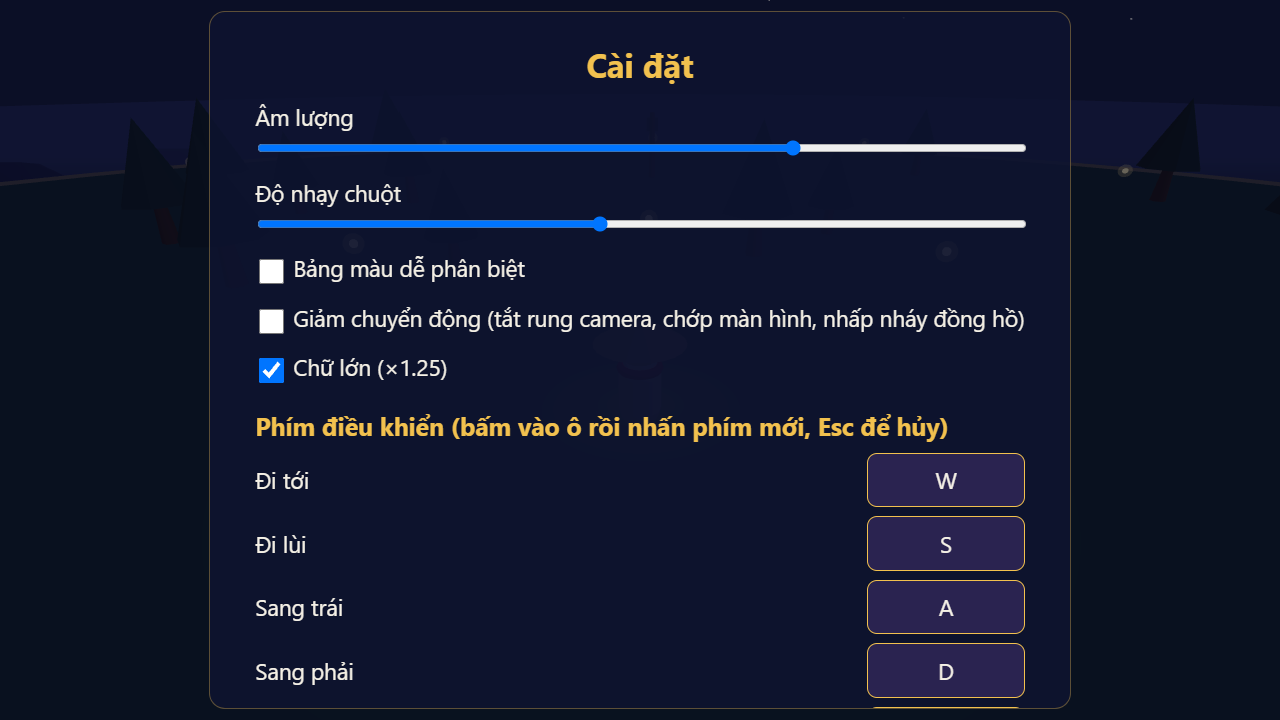 Cài đặt
Âm lượng
Độ nhạy chuột
Bảng màu dễ phân biệt
Giảm chuyển động (tắt rung camera, chớp màn hình, nhấp nháy đồng hồ)
Chữ lớn (×1.25)
Phím điều khiển (bấm vào ô rồi nhấn phím mới, Esc để hủy)
Đi tới W
Đi lùi S
Sang trái A
Sang phải D